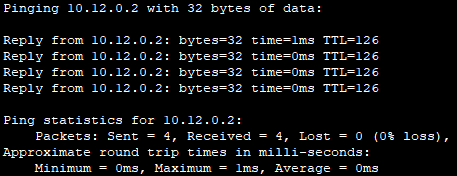 Pinging 10.12.0.2 with 32 bytes of data:
Reply from 10.12.0.2: bytes=32 time=1ms TTL=126
Reply from 10.12.0.2: bytes=32 time=0ms TTL=126
Reply from 10.12.0.2: bytes=32 time=0ms TTL=126
Reply from 10.12.0.2: bytes=32 time=0ms TTL=126
Ping statistics for 10.12.0.2:
Packets: Sent = 4, Received = 4, Lost = 0 (0% loss),
Approximate round trip times in milli-seconds:
Minimum = 0ms, Maximum = 1ms, Average = 0ms